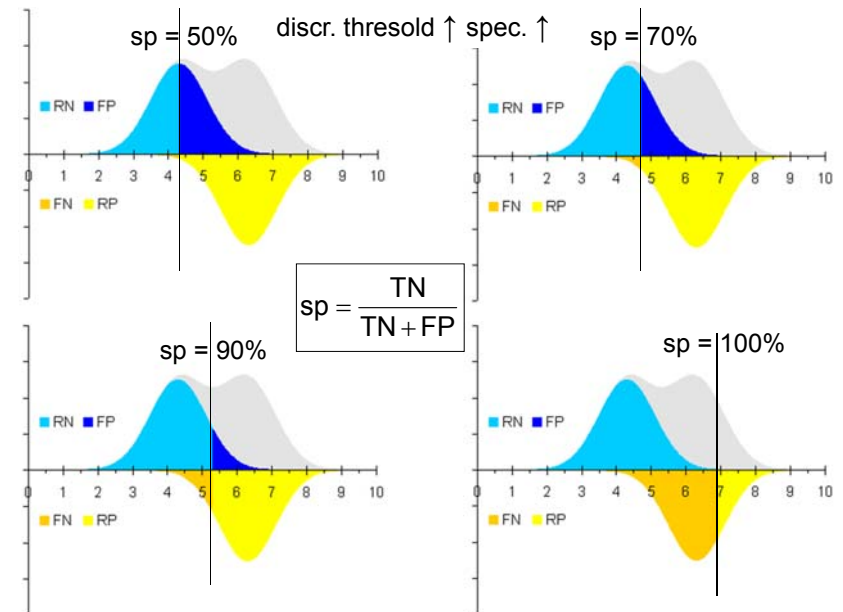 discr. thresold ↑ spec. ↑
sp = 50%
RN FP
0 1 2 3 4 5 6 7 8 9 10
FN RP
sp = 70%
RN FP
0 1 2 3 4 5 6 7 8 9 10
FN RP
sp = TN / TN + FP
sp = 90%
RN FP
0 1 2 3 4 5 6 7 8 9 10
FN RP
sp = 100%
RN FP
0 1 2 3 4 5 6 7 8 9 10
FN RP